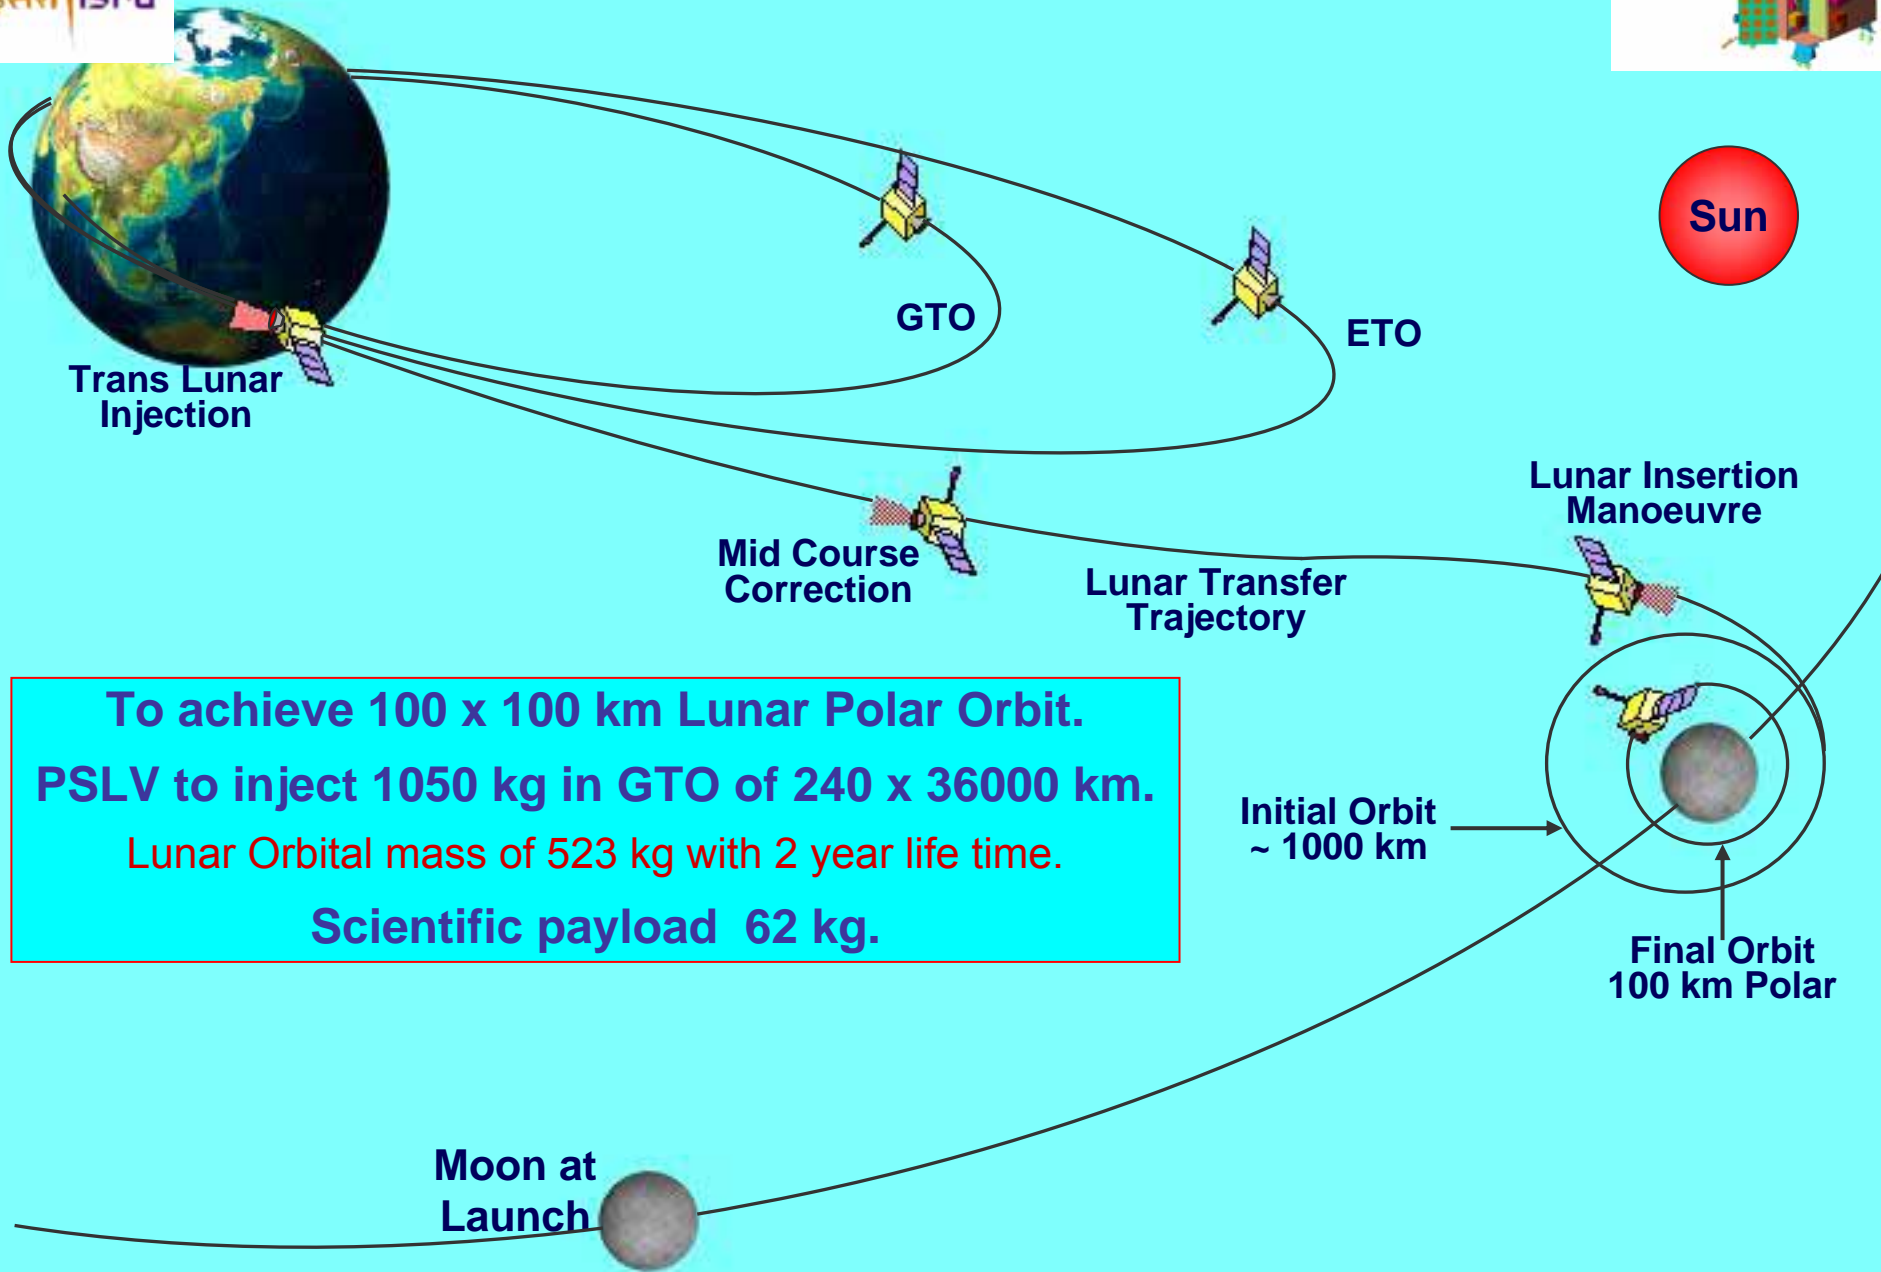 Sun
GTO
ETO
Trans Lunar
Injection
Lunar Insertion
Manoeuvre
Mid Course
Correction
Lunar Transfer
Trajectory
To achieve 100 x 100 km Lunar Polar Orbit.
PSLV to inject 1050 kg in GTO of 240 x 36000 km.
Lunar Orbital mass of 523 kg with 2 year life time.
Scientific payload 62 kg.
Initial Orbit
~ 1000 km
Final Orbit
100 km Polar
Moon at
Launch